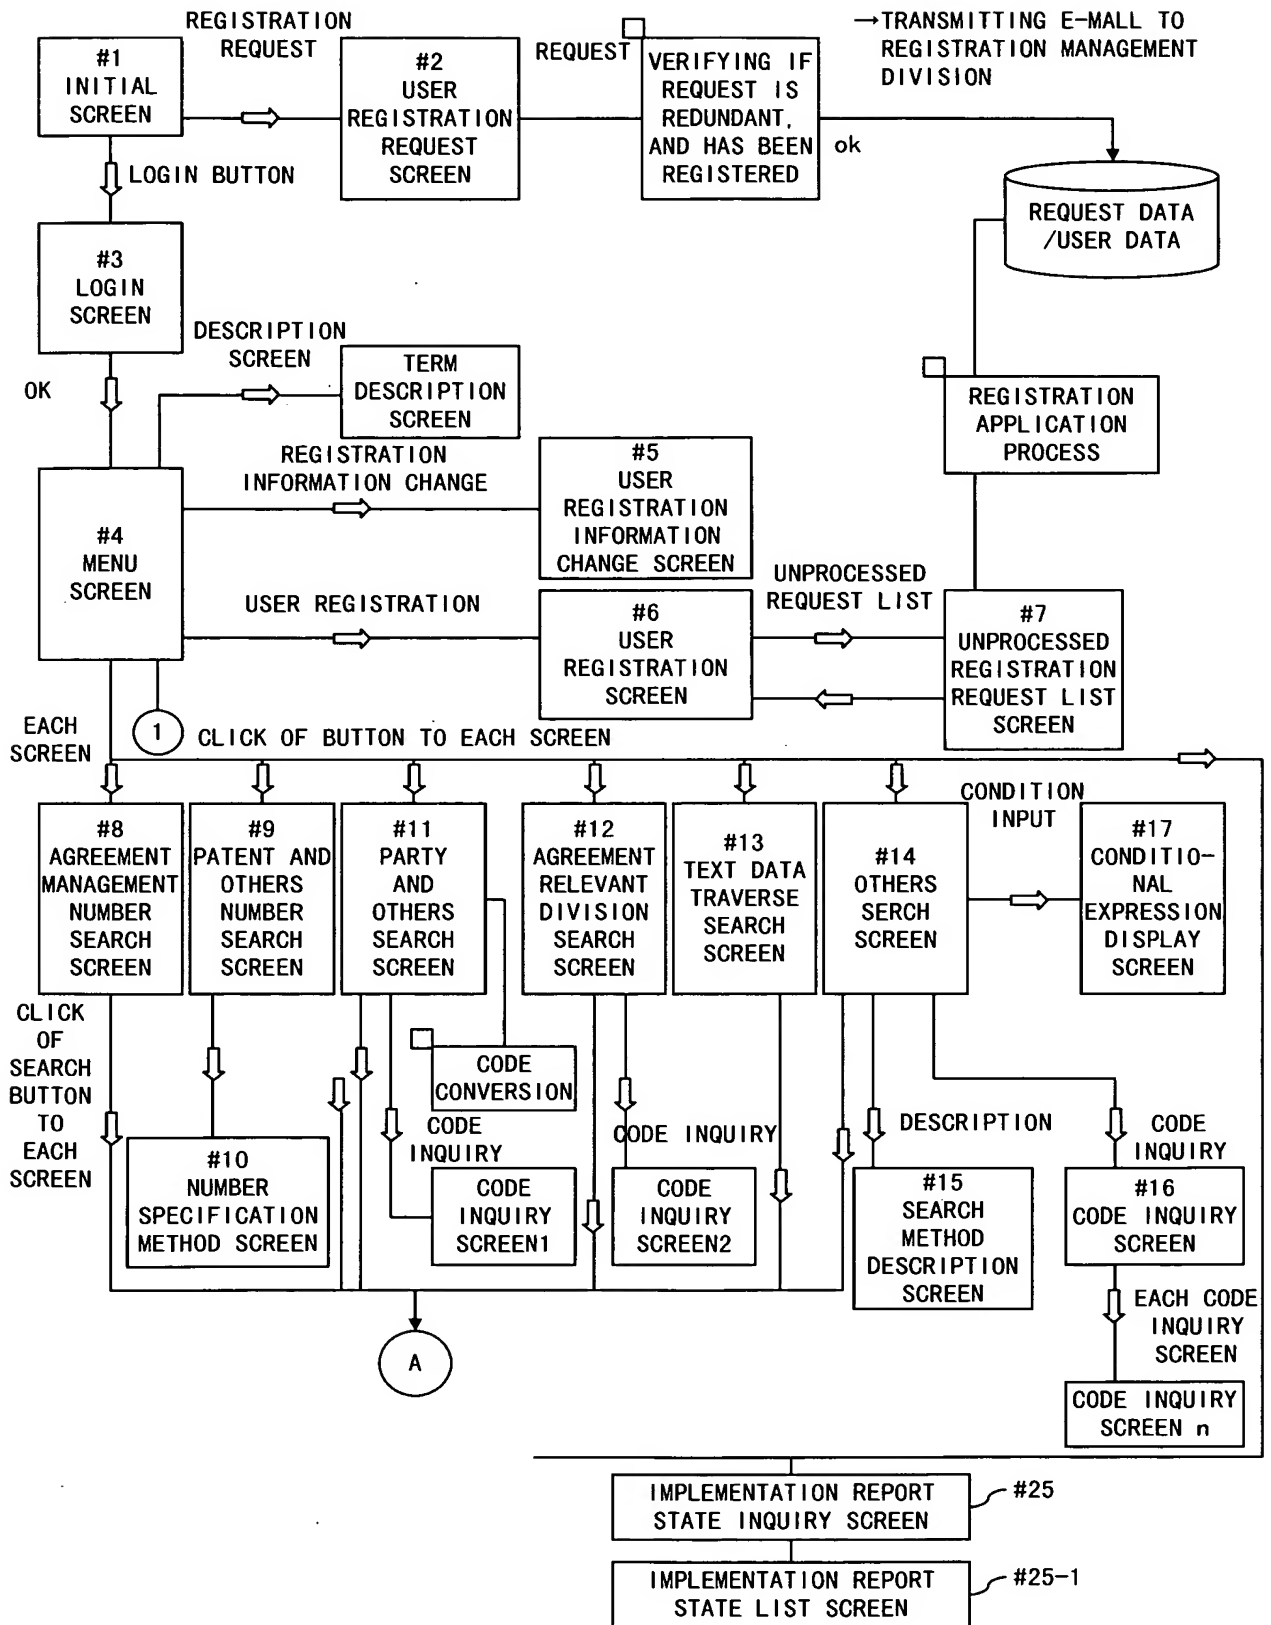 REGISTRATION
REQUEST
#1
INITIAL
SCREEN
#2
USER
REGISTRATION
REQUEST
SCREEN
REQUEST
VERIFYING IF
REQUEST IS
REDUNDANT,
AND HAS BEEN
REGISTERED
→TRANSMITTING E-MALL TO
REGISTRATION MANAGEMENT
DIVISION
ok
LOGIN BUTTON
REQUEST DATA
/USER DATA
#3
LOGIN
SCREEN
DESCRIPTION
SCREEN
TERM
DESCRIPTION
SCREEN
OK
REGISTRATION
APPLICATION
PROCESS
REGISTRATION
INFORMATION CHANGE
#5
USER
REGISTRATION
INFORMATION
CHANGE SCREEN
#4
MENU
SCREEN
USER REGISTRATION
#6
USER
REGISTRATION
SCREEN
UNPROCESSED
REQUEST LIST
#7
UNPROCESSED
REGISTRATION
REQUEST LIST
SCREEN
EACH
SCREEN
1
CLICK OF BUTTON TO EACH SCREEN
#8
AGREEMENT
MANAGEMENT
NUMBER
SEARCH
SCREEN
#9
PATENT AND
OTHERS
NUMBER
SEARCH
SCREEN
#11
PARTY
AND
OTHERS
SEARCH
SCREEN
#12
AGREEMENT
RELEVANT
DIVISION
SEARCH
SCREEN
#13
TEXT DATA
TRAVERSE
SEARCH
SCREEN
#14
OTHERS
SERCH
SCREEN
CONDITION
INPUT
#17
CONDITIO-
NAL
EXPRESSION
DISPLAY
SCREEN
CLICK
OF
SEARCH
BUTTON
TO
EACH
SCREEN
#10
NUMBER
SPECIFICATION
METHOD SCREEN
CODE
CONVERSION
CODE
INQUIRY
CODE
INQUIRY
SCREEN1
CODE INQUIRY
CODE
INQUIRY
SCREEN2
DESCRIPTION
#15
SEARCH
METHOD
DESCRIPTION
SCREEN
CODE
INQUIRY
#16
CODE INQUIRY
SCREEN
EACH CODE
INQUIRY
SCREEN
CODE INQUIRY
SCREEN n
A
IMPLEMENTATION REPORT
STATE INQUIRY SCREEN
#25
IMPLEMENTATION REPORT
STATE LIST SCREEN
#25-1